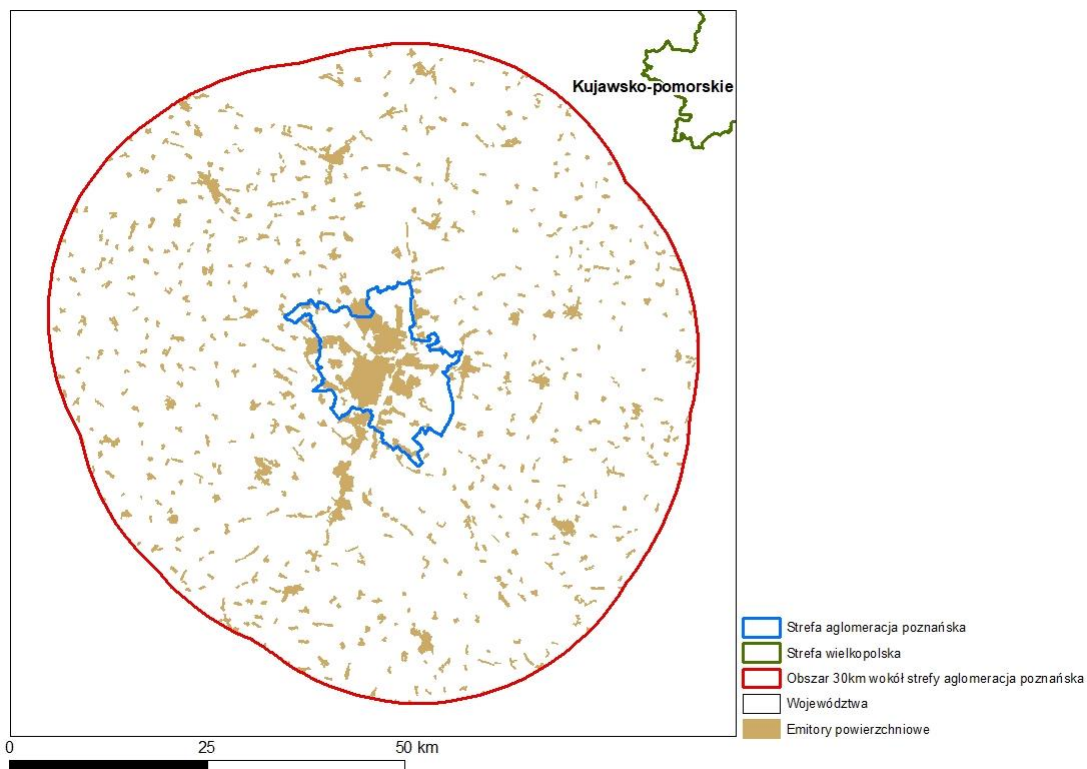 Kujawsko-pomorskie
Strefa aglomeracja poznańska
Strefa wielkopolska
Obszar 30km wokół strefy aglomeracja poznańska
Województwa
Emitory powierzchniowe
0 25 50 km